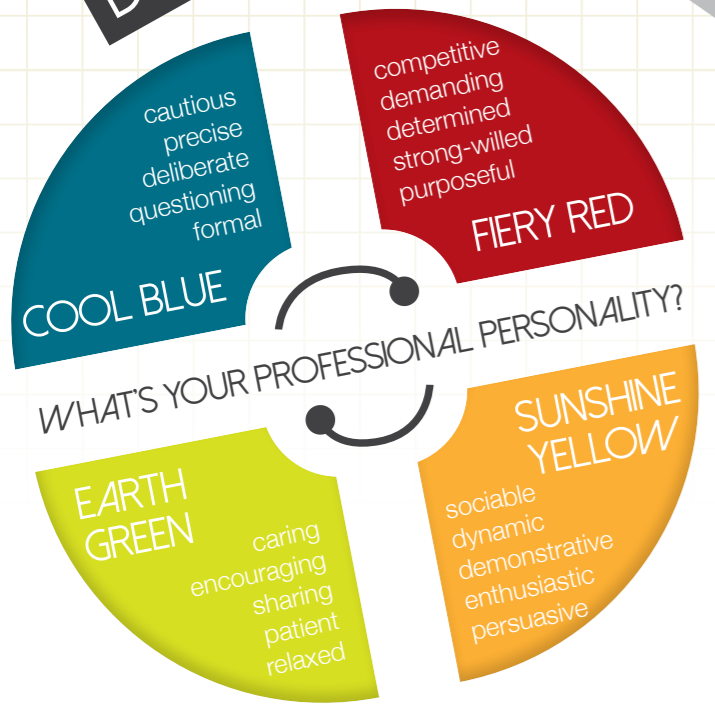 cautious
precise
deliberate
questioning
formal
COOL BLUE
competitive
demanding
determined
strong-willed
purposeful
FIERY RED
WHAT'S YOUR PROFESSIONAL PERSONALITY?
EARTH
GREEN
caring
encouraging
sharing
patient
relaxed
SUNSHINE
YELLOW
sociable
dynamic
demonstrative
enthusiastic
persuasive